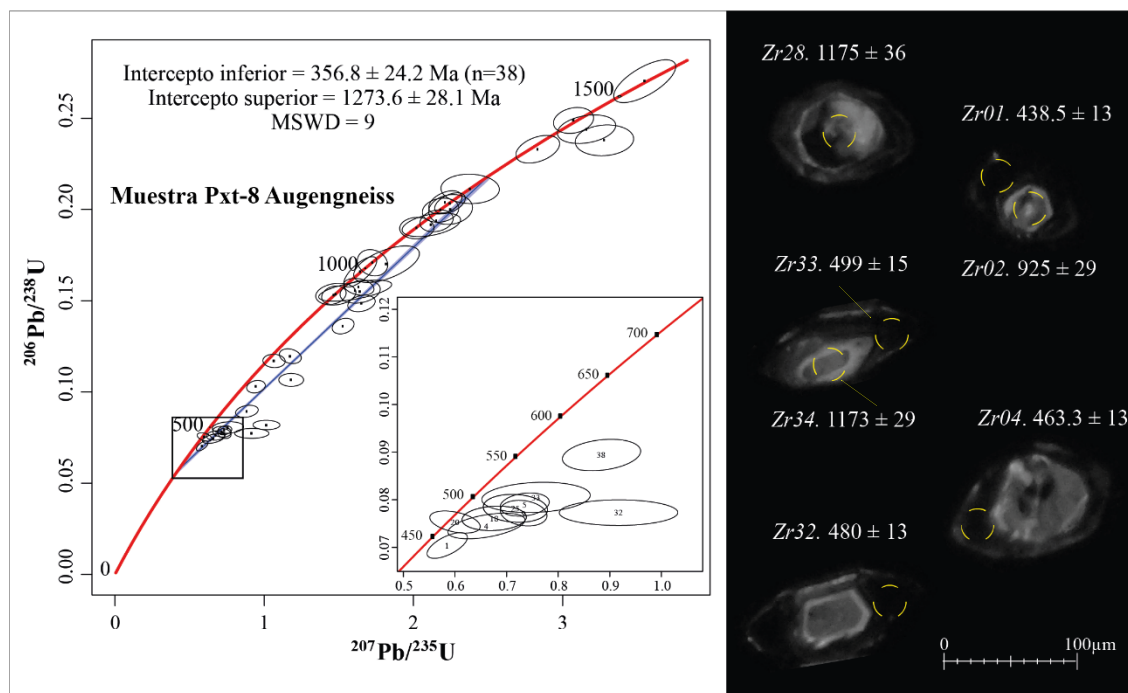 Intercepto inferior = 356.8 ± 24.2 Ma (n=38)
Intercepto superior = 1273.6 ± 28.1 Ma
MSWD = 9
Muestra Pxt-8 Augengneiss
1500
1000
500
0
206Pb/238U
0.25
0.20
0.15
0.10
0.05
0.00
0 1 2 3
207Pb/235U
0.12
0.11
0.10
0.09
0.08
0.07
0.5 0.6 0.7 0.8 0.9 1.0
700
650
600
550
500
450
38
32
5
20
4
1
Zr28. 1175 ± 36
Zr01. 438.5 ± 13
Zr33. 499 ± 15
Zr02. 925 ± 29
Zr34. 1173 ± 29
Zr04. 463.3 ± 13
Zr32. 480 ± 13
0 100µm